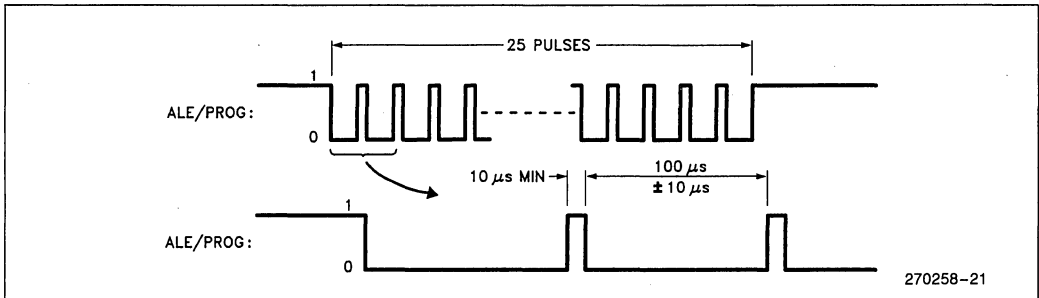 25 PULSES
1
ALE/PROG:
0
10 μs MIN
100 μs
± 10 μs
1
ALE/PROG:
0
270258-21